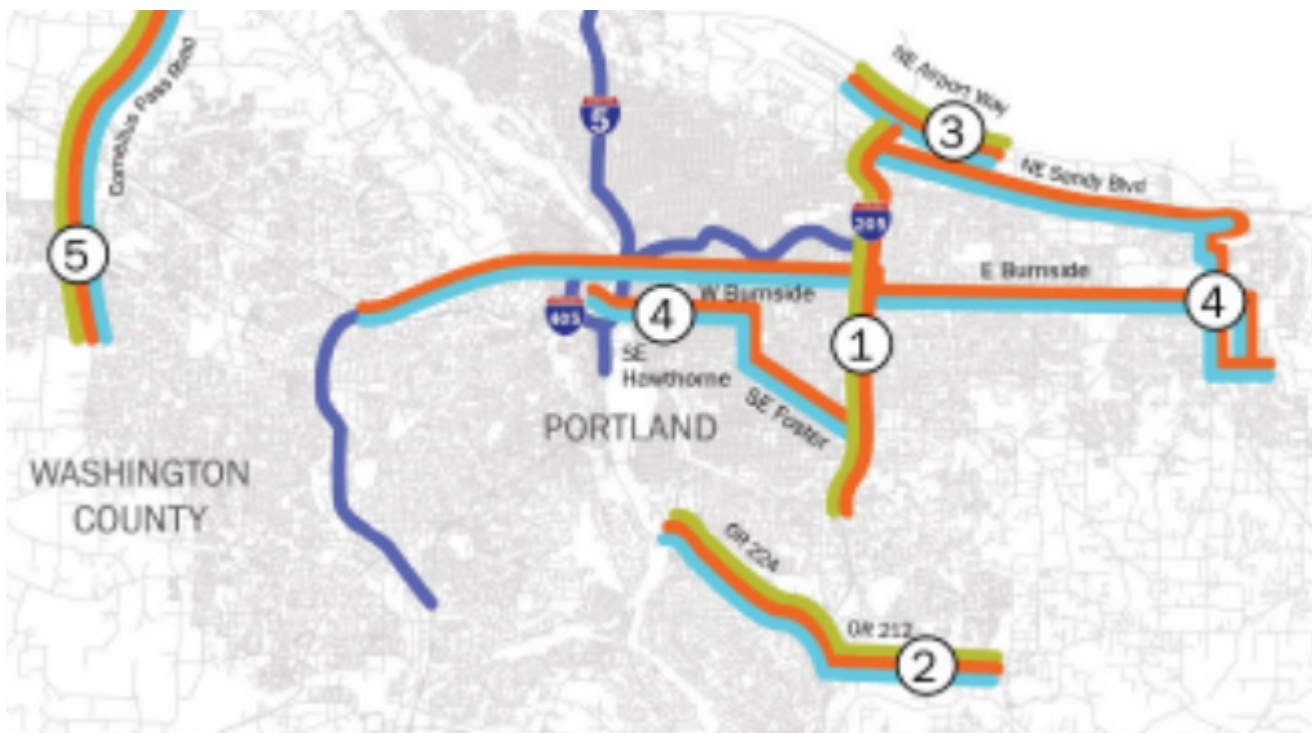 Cornelius Pass Road
5
NE Airport Way
3
NE Sandy Blvd
205
5
E Burnside
W Burnside
405
4
4
1
SE
Hawthorne
SE Foster
PORTLAND
WASHINGTON
COUNTY
OR 224
OR 212
2